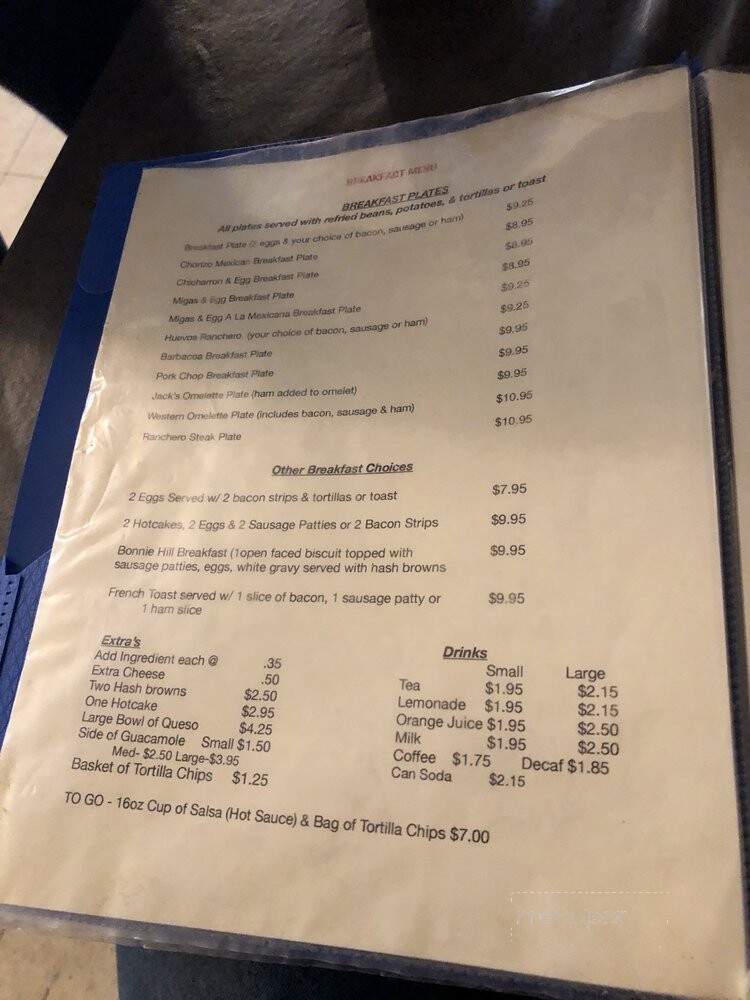 BREAKFAST MENU
BREAKFAST PLATES
All plates served with refried beans, potatoes, & tortillas or toast
Breakfast Plate (2 eggs & your choice of bacon, sausage or ham) $9.25
Chorizo Mexican Breakfast Plate $8.95
Chicharron & Egg Breakfast Plate $8.95
Migas & Egg Breakfast Plate $8.95
Migas & Egg A La Mexicana Breakfast Plate $9.25
Huevos Ranchero (your choice of bacon, sausage or ham) $9.25
Barbacoa Breakfast Plate $9.95
Pork Chop Breakfast Plate $9.95
Jack's Omelette Plate (ham added to omelet) $9.95
Western Omelette Plate (includes bacon, sausage & ham) $10.95
Ranchero Steak Plate $10.95
Other Breakfast Choices
2 Eggs Served w/ 2 bacon strips & tortillas or toast $7.95
2 Hotcakes, 2 Eggs & 2 Sausage Patties or 2 Bacon Strips $9.95
Bonnie Hill Breakfast (1open faced biscuit topped with $9.95
sausage patties, eggs, white gravy served with hash browns
French Toast served w/ 1 slice of bacon, 1 sausage patty or $9.95
1 ham slice
Extra's
Add Ingredient each @ .35
Extra Cheese .50
Two Hash browns $2.50
One Hotcake $2.95
Large Bowl of Queso $4.25
Side of Guacamole Small $1.50
Med- $2.50 Large-$3.95
Basket of Tortilla Chips $1.25
Drinks
Small Large
Tea $1.95 $2.15
Lemonade $1.95 $2.15
Orange Juice $1.95 $2.50
Milk $1.95 $2.50
Coffee $1.75 Decaf $1.85
Can Soda $2.15
TO GO - 16oz Cup of Salsa (Hot Sauce) & Bag of Tortilla Chips $7.00